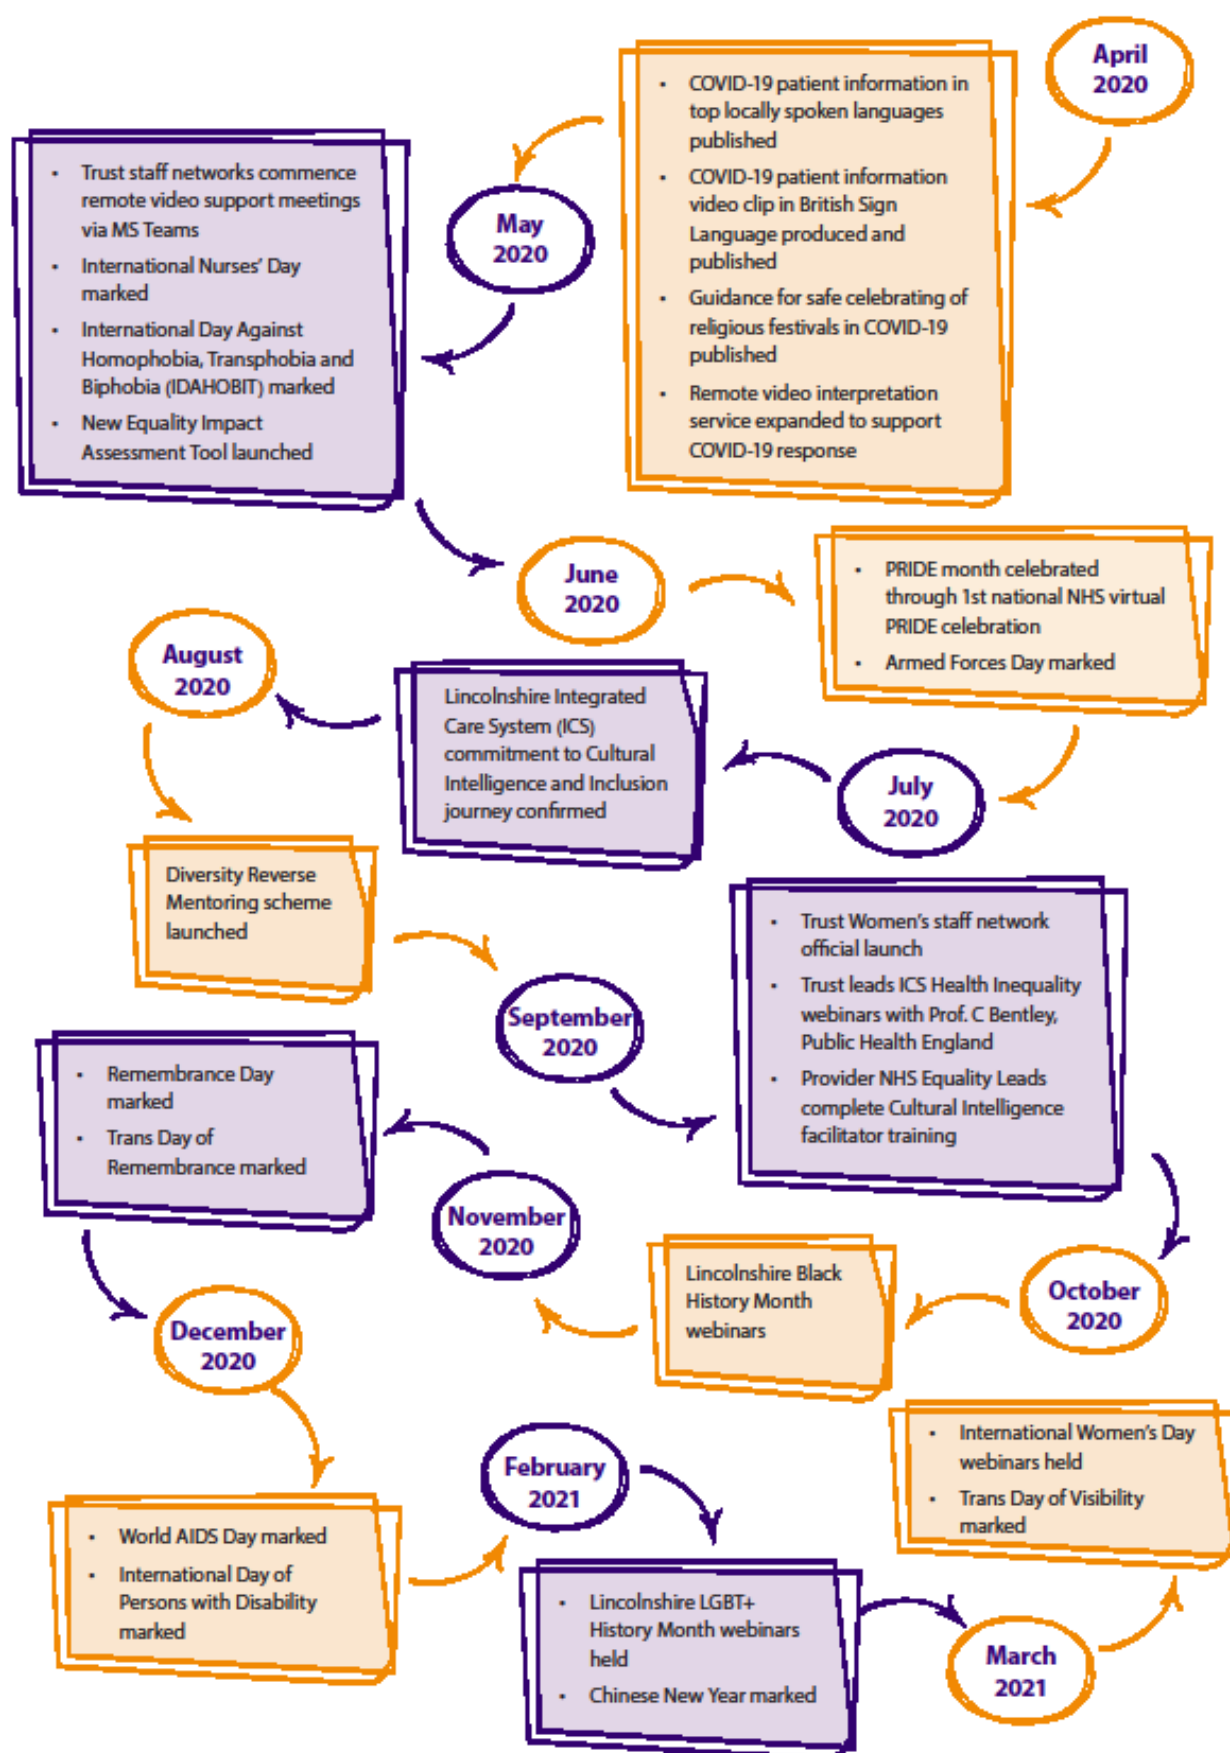 April
2020
• COVID-19 patient information in
top locally spoken languages
published
• COVID-19 patient information
video clip in British Sign
Language produced and
published
• Guidance for safe celebrating of
religious festivals in COVID-19
published
• Remote video interpretation
service expanded to support
COVID-19 response
May
2020
• Trust staff networks commence
remote video support meetings
via MS Teams
• International Nurses’ Day
marked
• International Day Against
Homophobia, Transphobia and
Biphobia (IDAHOBIT) marked
• New Equality Impact
Assessment Tool launched
June
2020
• PRIDE month celebrated
through 1st national NHS virtual
PRIDE celebration
• Armed Forces Day marked
July
2020
Lincolnshire Integrated
Care System (ICS)
commitment to Cultural
Intelligence and Inclusion
journey confirmed
August
2020
Diversity Reverse
Mentoring scheme
launched
September
2020
• Trust Women’s staff network
official launch
• Trust leads ICS Health Inequality
webinars with Prof. C Bentley,
Public Health England
• Provider NHS Equality Leads
complete Cultural Intelligence
facilitator training
October
2020
Lincolnshire Black
History Month
webinars
November
2020
• Remembrance Day
marked
• Trans Day of
Remembrance marked
December
2020
• World AIDS Day marked
• International Day of
Persons with Disability
marked
February
2021
• Lincolnshire LGBT+
History Month webinars
held
• Chinese New Year marked
March
2021
• International Women’s Day
webinars held
• Trans Day of Visibility
marked